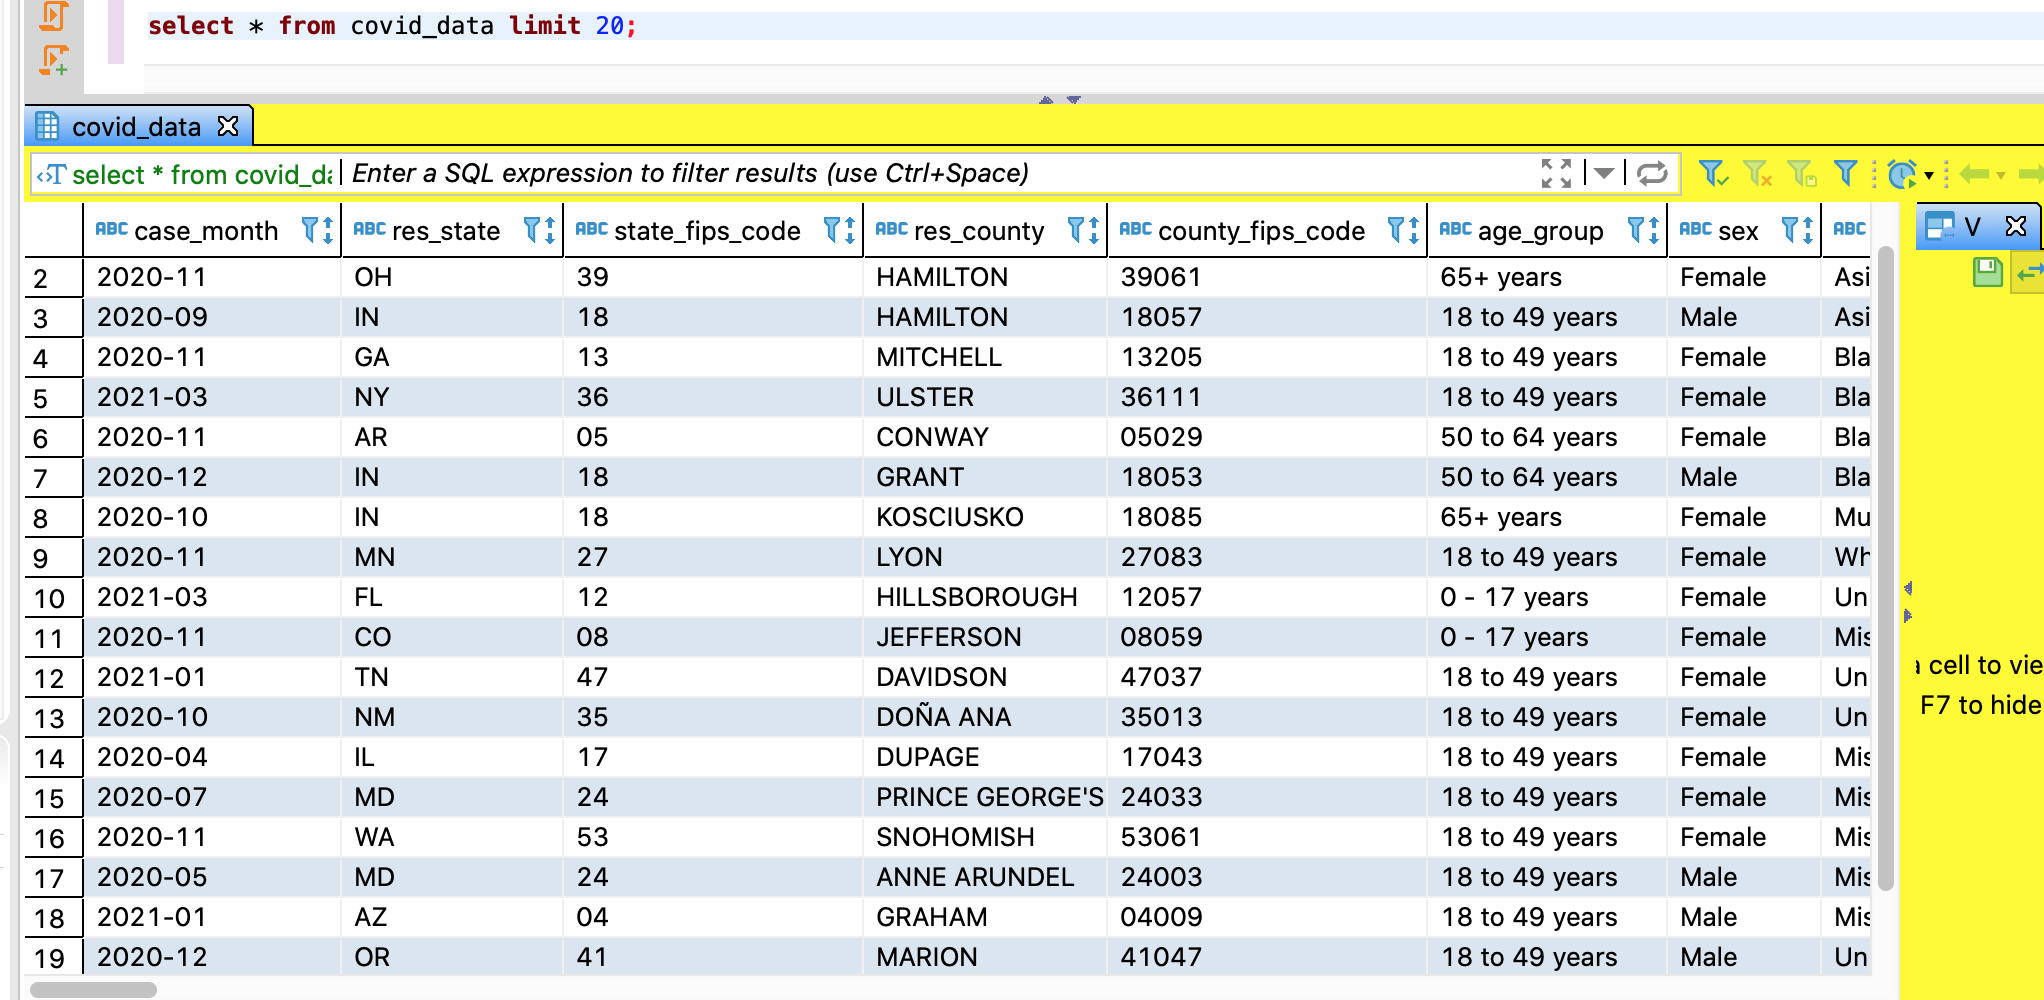 select * from covid_data limit 20;
covid_data
select * from covid_da Enter a SQL expression to filter results (use Ctrl+Space)
ABC case_month ABC res_state ABC state_fips_code ABC res_county ABC county_fips_code ABC age_group ABC sex ABC V
2 2020-11 OH 39 HAMILTON 39061 65+ years Female Asi
3 2020-09 IN 18 HAMILTON 18057 18 to 49 years Male Asi
4 2020-11 GA 13 MITCHELL 13205 18 to 49 years Female Bla
5 2021-03 NY 36 ULSTER 36111 18 to 49 years Female Bla
6 2020-11 AR 05 CONWAY 05029 50 to 64 years Female Bla
7 2020-12 IN 18 GRANT 18053 50 to 64 years Male Bla
8 2020-10 IN 18 KOSCIUSKO 18085 65+ years Female Mu
9 2020-11 MN 27 LYON 27083 18 to 49 years Female Wh
10 2021-03 FL 12 HILLSBOROUGH 12057 0 - 17 years Female Un
11 2020-11 CO 08 JEFFERSON 08059 0 - 17 years Female Mis
12 2021-01 TN 47 DAVIDSON 47037 18 to 49 years Female Un
a cell to vie
13 2020-10 NM 35 DOÑA ANA 35013 18 to 49 years Female Un
F7 to hide
14 2020-04 IL 17 DUPAGE 17043 18 to 49 years Female Mis
15 2020-07 MD 24 PRINCE GEORGE'S 24033 18 to 49 years Female Mis
16 2020-11 WA 53 SNOHOMISH 53061 18 to 49 years Female Mis
17 2020-05 MD 24 ANNE ARUNDEL 24003 18 to 49 years Male Mis
18 2021-01 AZ 04 GRAHAM 04009 18 to 49 years Male Mis
19 2020-12 OR 41 MARION 41047 18 to 49 years Male Un